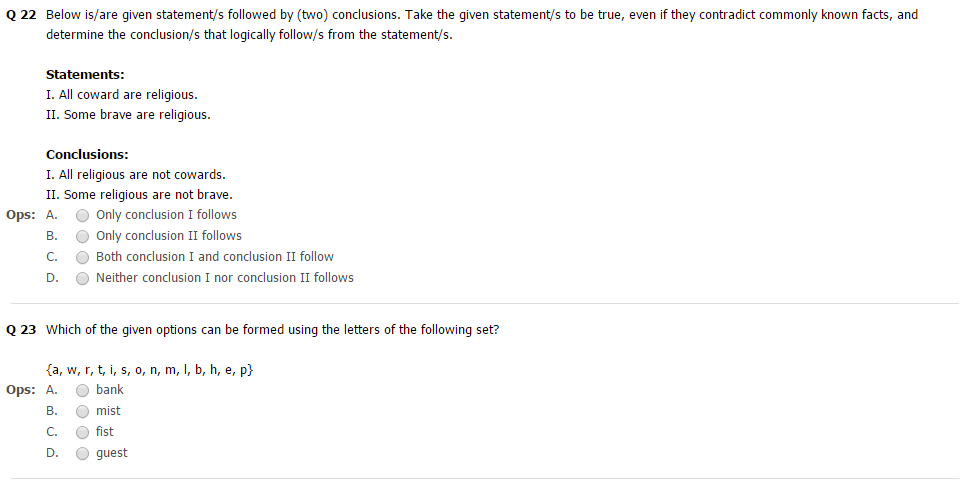 Q 22 Below is/are given statement/s followed by (two) conclusions. Take the given statement/s to be true, even if they contradict commonly known facts, and
determine the conclusion/s that logically follow/s from the statement/s.
Statements:
I. All coward are religious.
II. Some brave are religious.
Conclusions:
I. All religious are not cowards.
II. Some religious are not brave.
Ops: A. Only conclusion I follows
B. Only conclusion II follows
C. Both conclusion I and conclusion II follow
D. Neither conclusion I nor conclusion II follows
Q 23 Which of the given options can be formed using the letters of the following set?
{a, w, r, t, i, s, o, n, m, l, b, h, e, p}
Ops: A. bank
B. mist
C. fist
D. guest